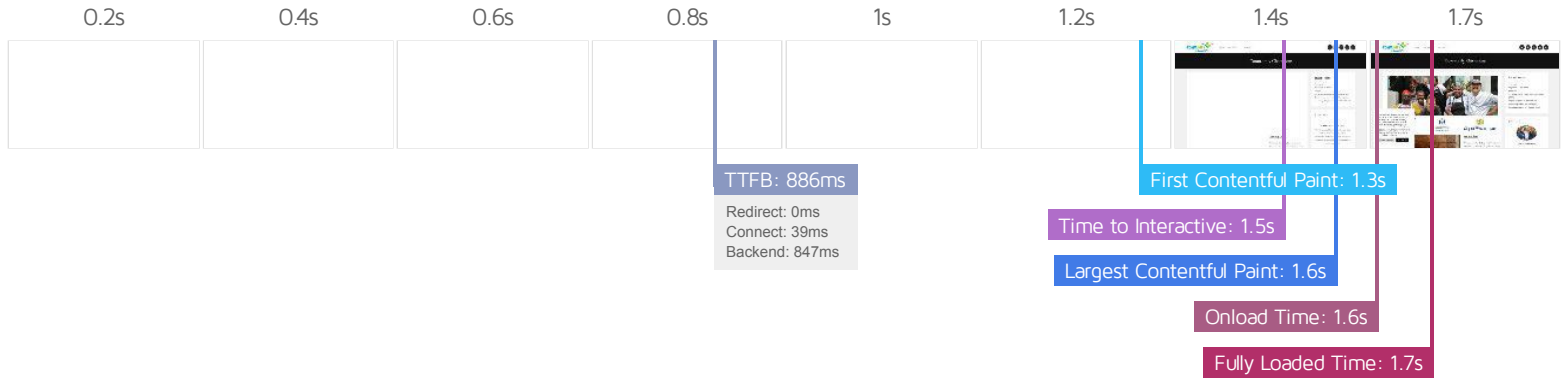 0.2s
0.4s
0.6s
0.8s
1s
1.2s
1.4s
1.7s
TTFB: 886ms
Redirect: 0ms
Connect: 39ms
Backend: 847ms
First Contentful Paint: 1.3s
Time to Interactive: 1.5s
Largest Contentful Paint: 1.6s
Onload Time: 1.6s
Fully Loaded Time: 1.7s